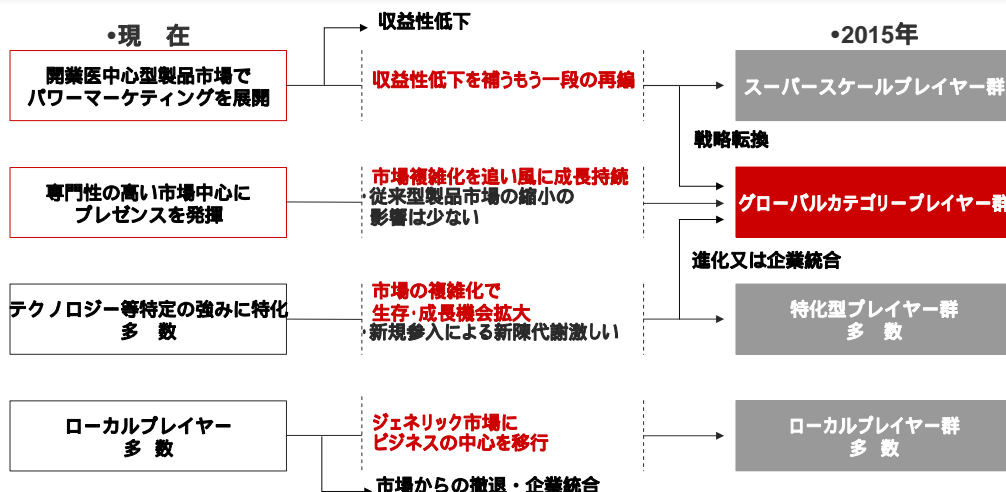 •現　在
収益性低下
•2015年
開業医中心型製品市場で
パワーマーケティングを展開
収益性低下を補うもう一段の再編
スーパースケールプレイヤー群
戦略転換
専門性の高い市場中心に
プレゼンスを発揮
市場複雑化を追い風に成長持続
・従来型製品市場の縮小の
影響は少ない
グローバルカテゴリープレイヤー群
進化又は企業統合
テクノロジー等特定の強みに特化
多　数
市場の複雑化で
生存・成長機会拡大
・新規参入による新陳代謝激しい
特化型プレイヤー群
多　数
ローカルプレイヤー
多　数
ジェネリック市場に
ビジネスの中心を移行
ローカルプレイヤー群
多　数
市場からの撤退・企業統合